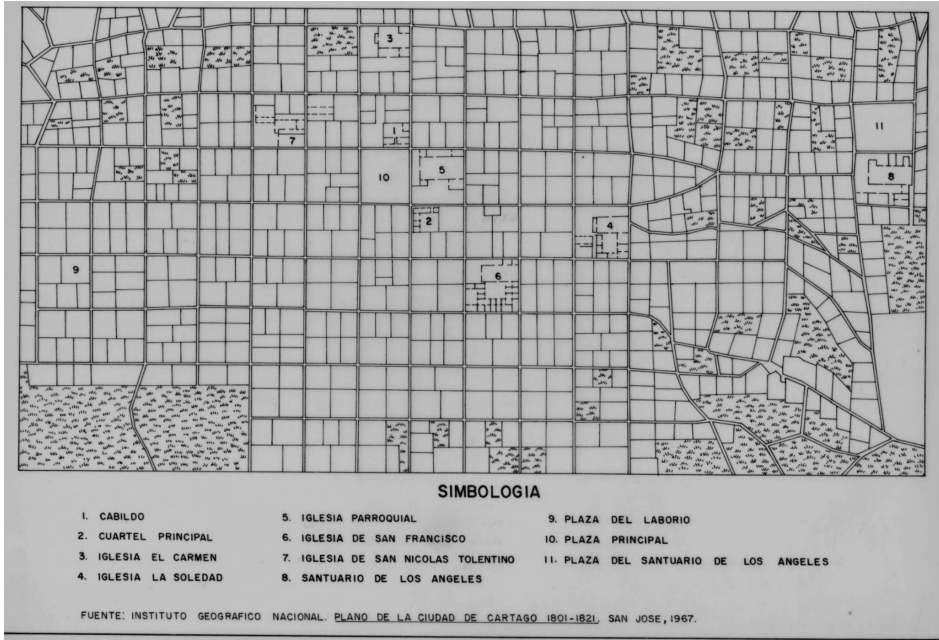 3
11
1
7
5
10
8
2
4
9
6
SIMBOLOGIA
1. CABILDO
2. CUARTEL PRINCIPAL
3. IGLESIA EL CARMEN
4. IGLESIA LA SOLEDAD
5. IGLESIA PARROQUIAL
6. IGLESIA DE SAN FRANCISCO
7. IGLESIA DE SAN NICOLAS TOLENTINO
8. SANTUARIO DE LOS ANGELES
9. PLAZA DEL LABORIO
10. PLAZA PRINCIPAL
11. PLAZA DEL SANTUARIO DE LOS ANGELES
FUENTE: INSTITUTO GEOGRAFICO NACIONAL. PLANO DE LA CIUDAD DE CARTAGO 1801-1821, SAN JOSE, 1967.